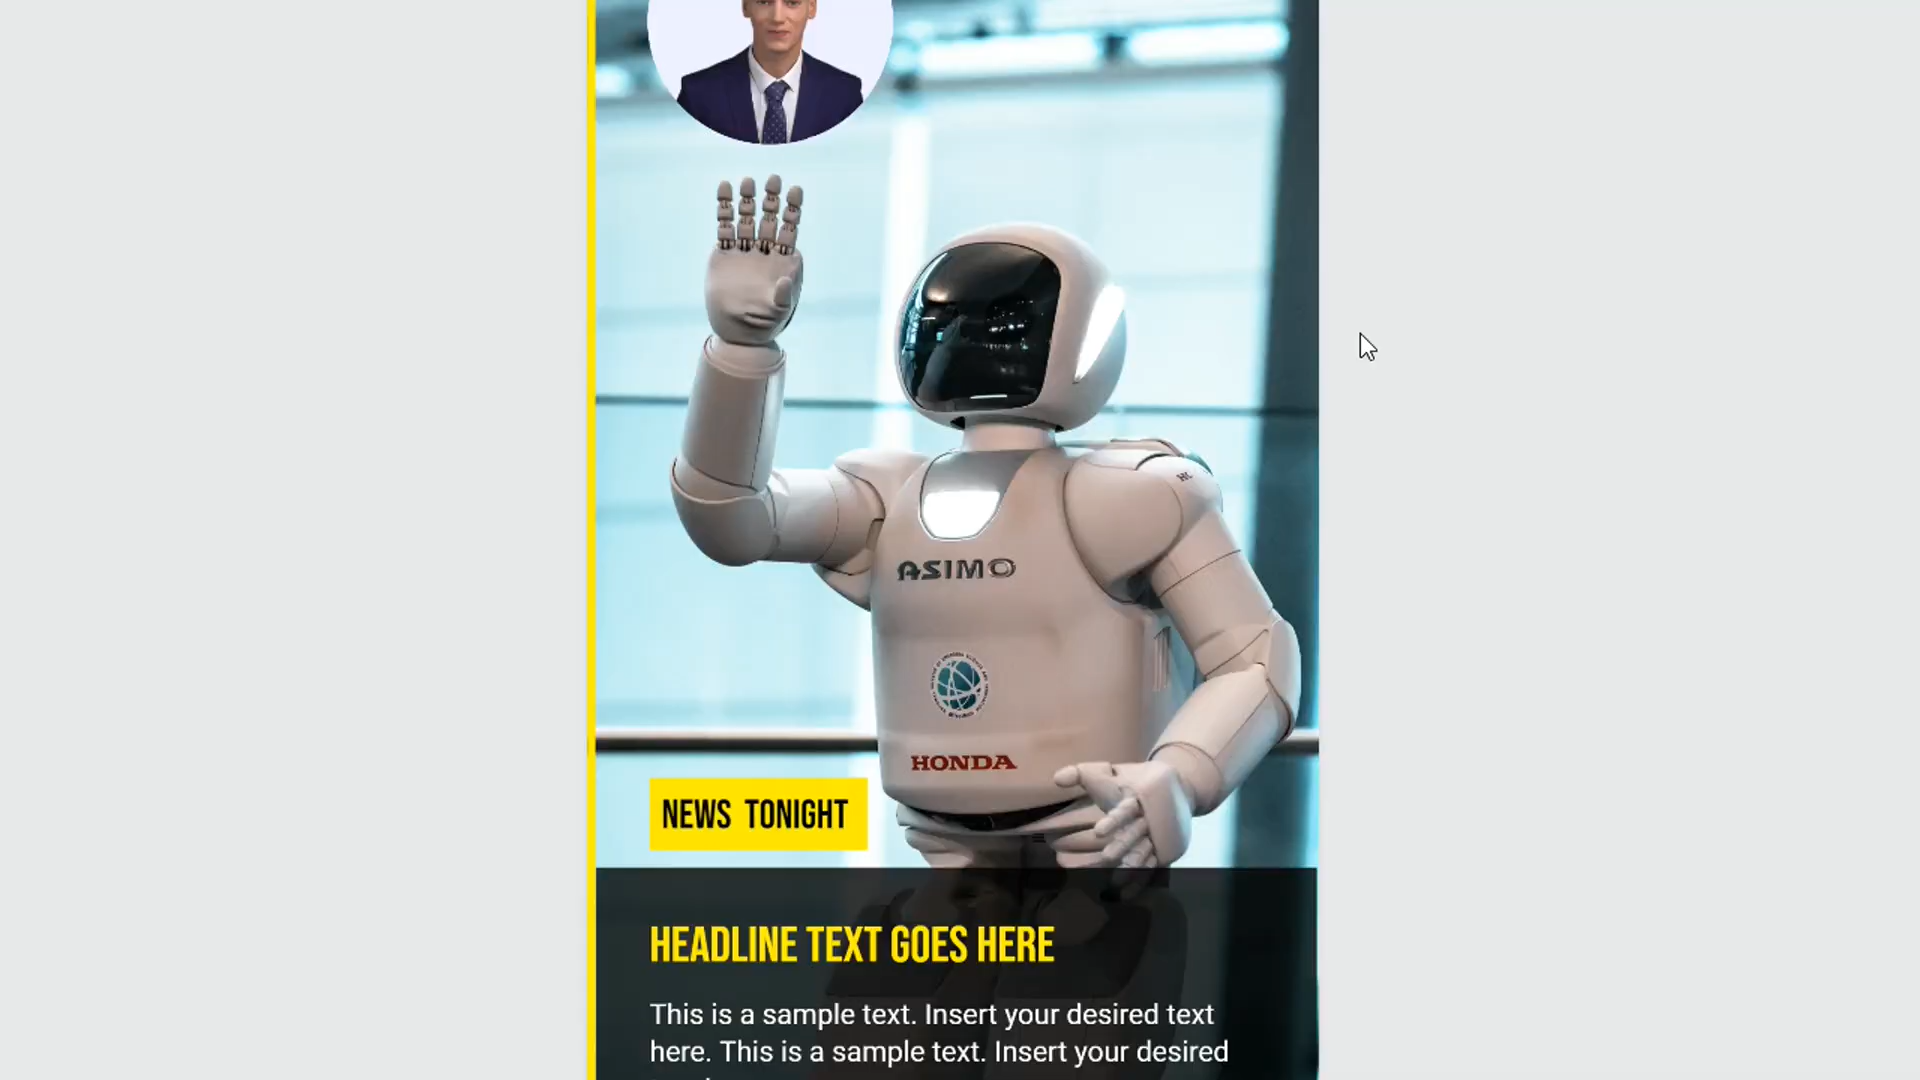 ASIMO
HONDA
NEWS TONIGHT
HEADLINE TEXT GOES HERE
This is a sample text. Insert your desired text
here. This is a sample text. Insert your desired